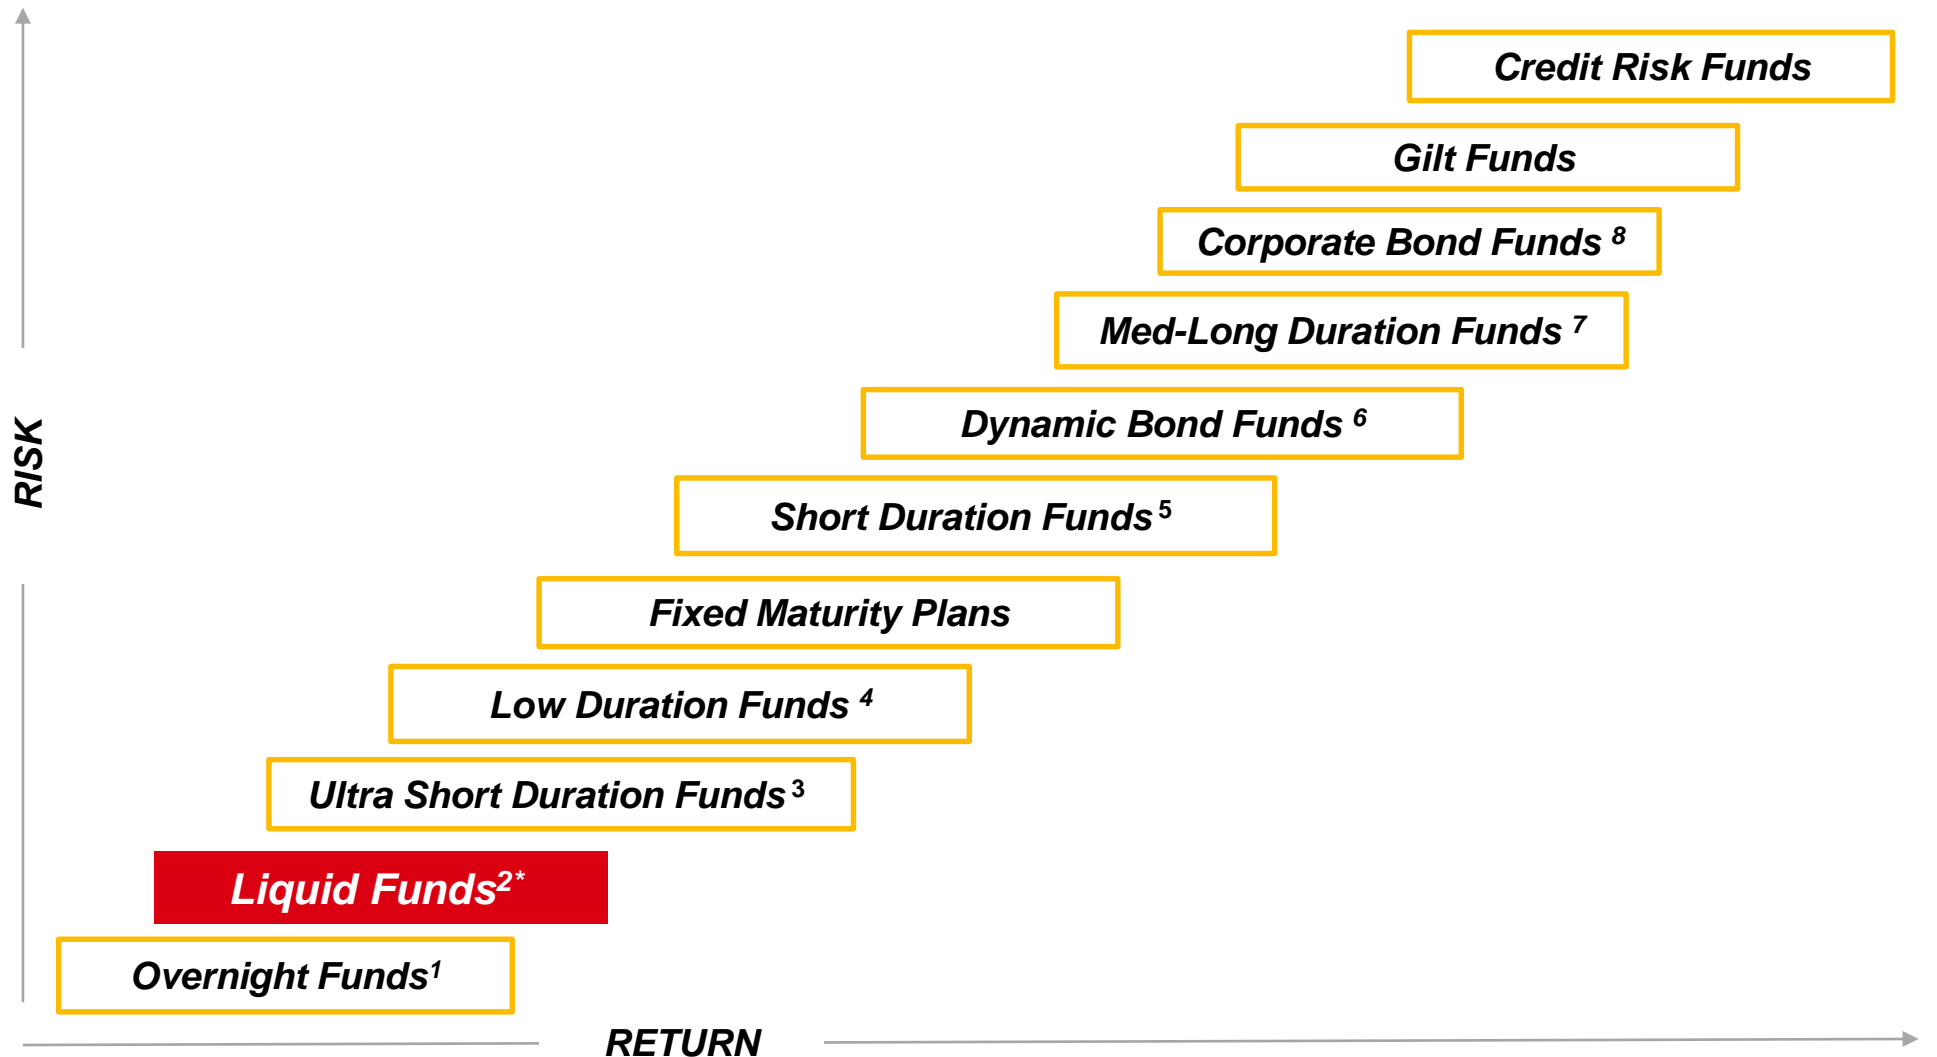 Credit Risk Funds
Gilt Funds
Corporate Bond Funds 8
Med-Long Duration Funds 7
Dynamic Bond Funds 6
RISK
Short Duration Funds 5
Fixed Maturity Plans
Low Duration Funds 4
Ultra Short Duration Funds 3
Liquid Funds2*
Overnight Funds1
RETURN